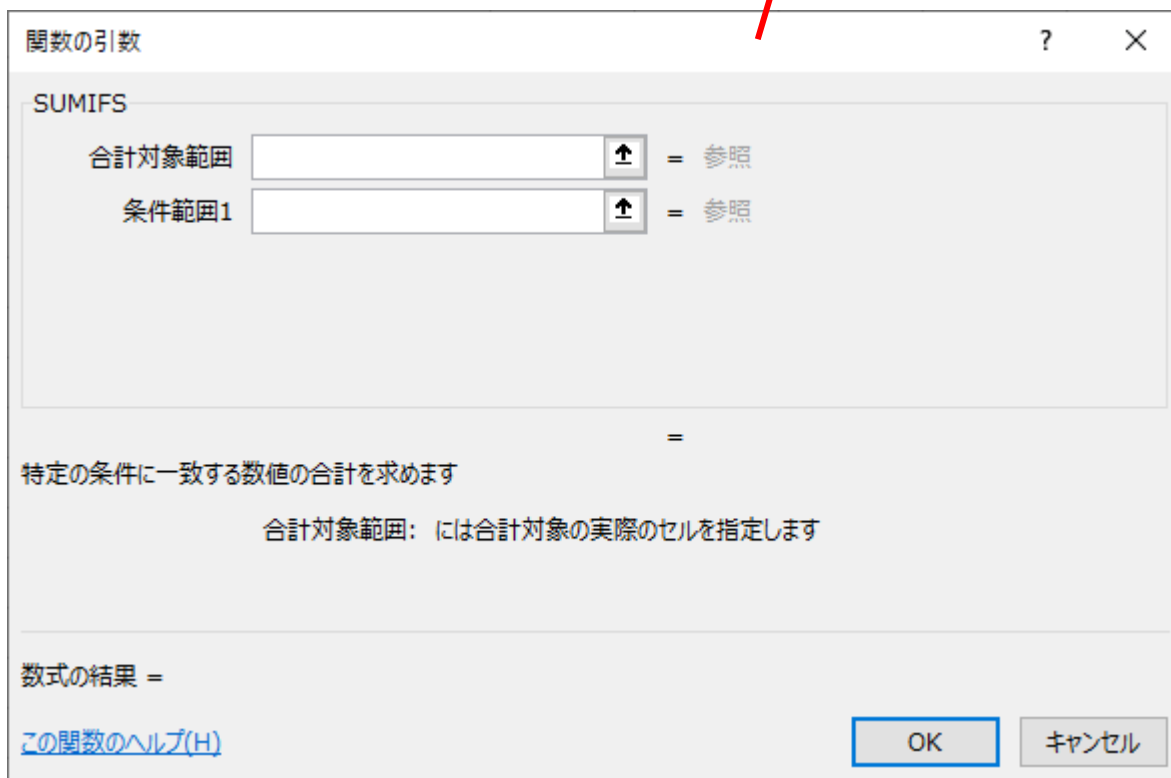 関数の引数 ? ×
SUMIFS
合計対象範囲 = 参照
条件範囲1 = 参照
=
特定の条件に一致する数値の合計を求めます
合計対象範囲: には合計対象の実際のセルを指定します
数式の結果 =
この関数のヘルプ(H) OK キャンセル